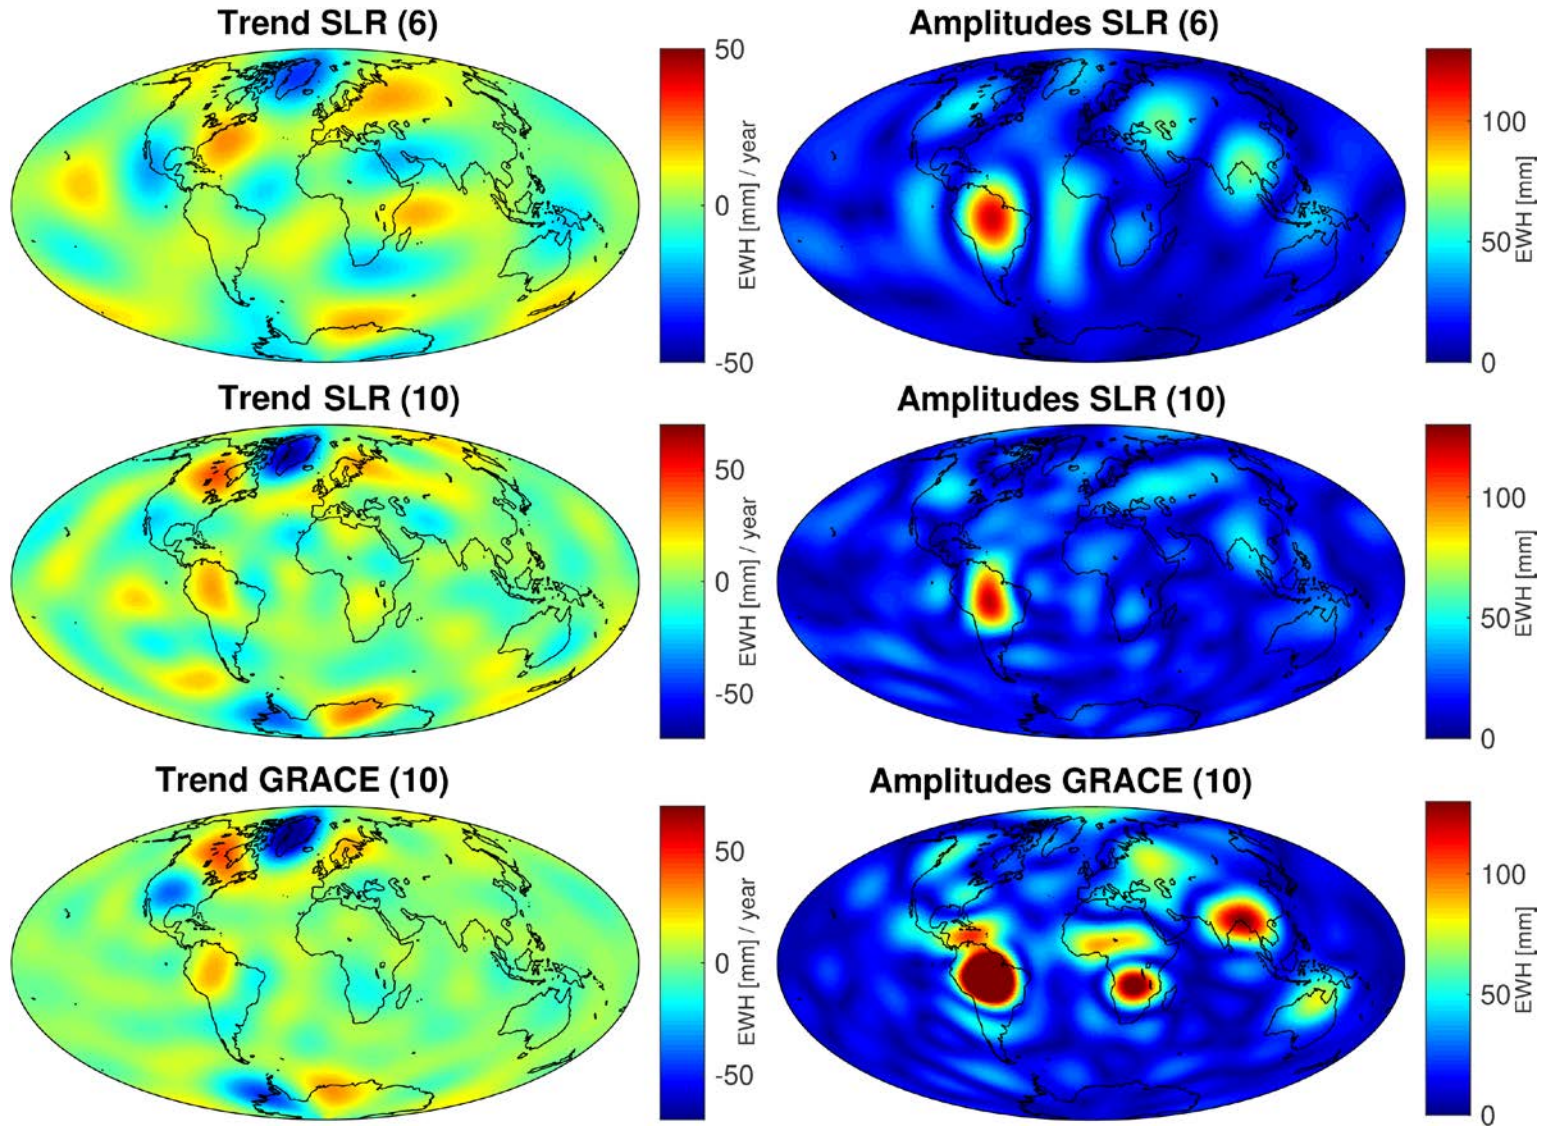 Trend SLR (6)
Amplitudes SLR (6)
50
0
-50
EWH [mm] / year
100
50
0
EWH [mm]
Trend SLR (10)
Amplitudes SLR (10)
50
0
-50
EWH [mm] / year
100
50
0
EWH [mm]
Trend GRACE (10)
Amplitudes GRACE (10)
50
0
-50
EWH [mm] / year
100
50
0
EWH [mm]